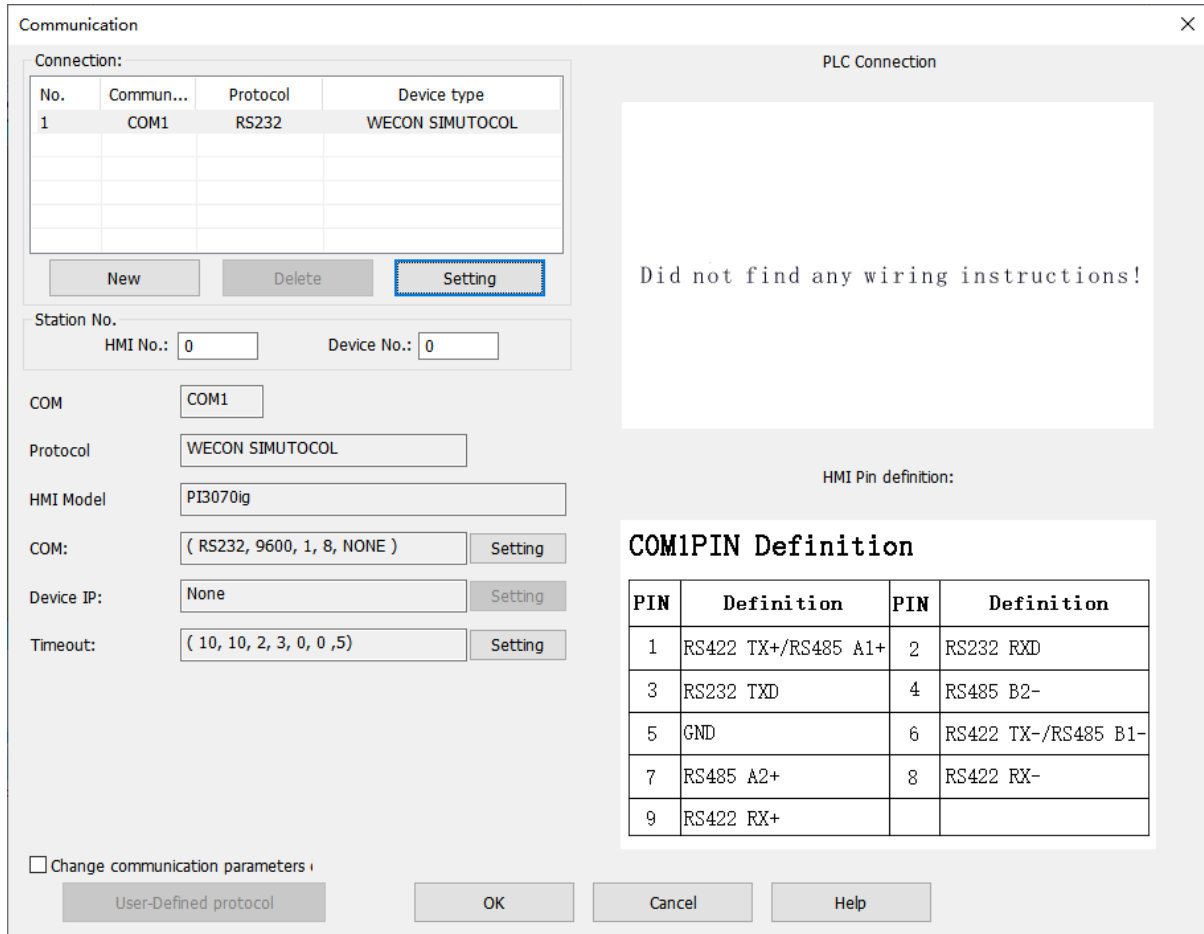 Communication
Connection:
No. Commun... Protocol Device type
1 COM1 RS232 WECON SIMUTOCOL
New Delete Setting
Station No.
HMI No.: 0 Device No.: 0
COM COM1
Protocol WECON SIMUTOCOL
HMI Model PI3070ig
COM: ( RS232, 9600, 1, 8, NONE ) Setting
Device IP: None Setting
Timeout: ( 10, 10, 2, 3, 0, 0 ,5) Setting
PLC Connection
Did not find any wiring instructions!
HMI Pin definition:
COM1PIN Definition
PIN Definition PIN Definition
1 RS422 TX+/RS485 A1+ 2 RS232 RXD
3 RS232 TXD 4 RS485 B2-
5 GND 6 RS422 TX-/RS485 B1-
7 RS485 A2+ 8 RS422 RX-
9 RS422 RX+
Change communication parameters
User-Defined protocol OK Cancel Help